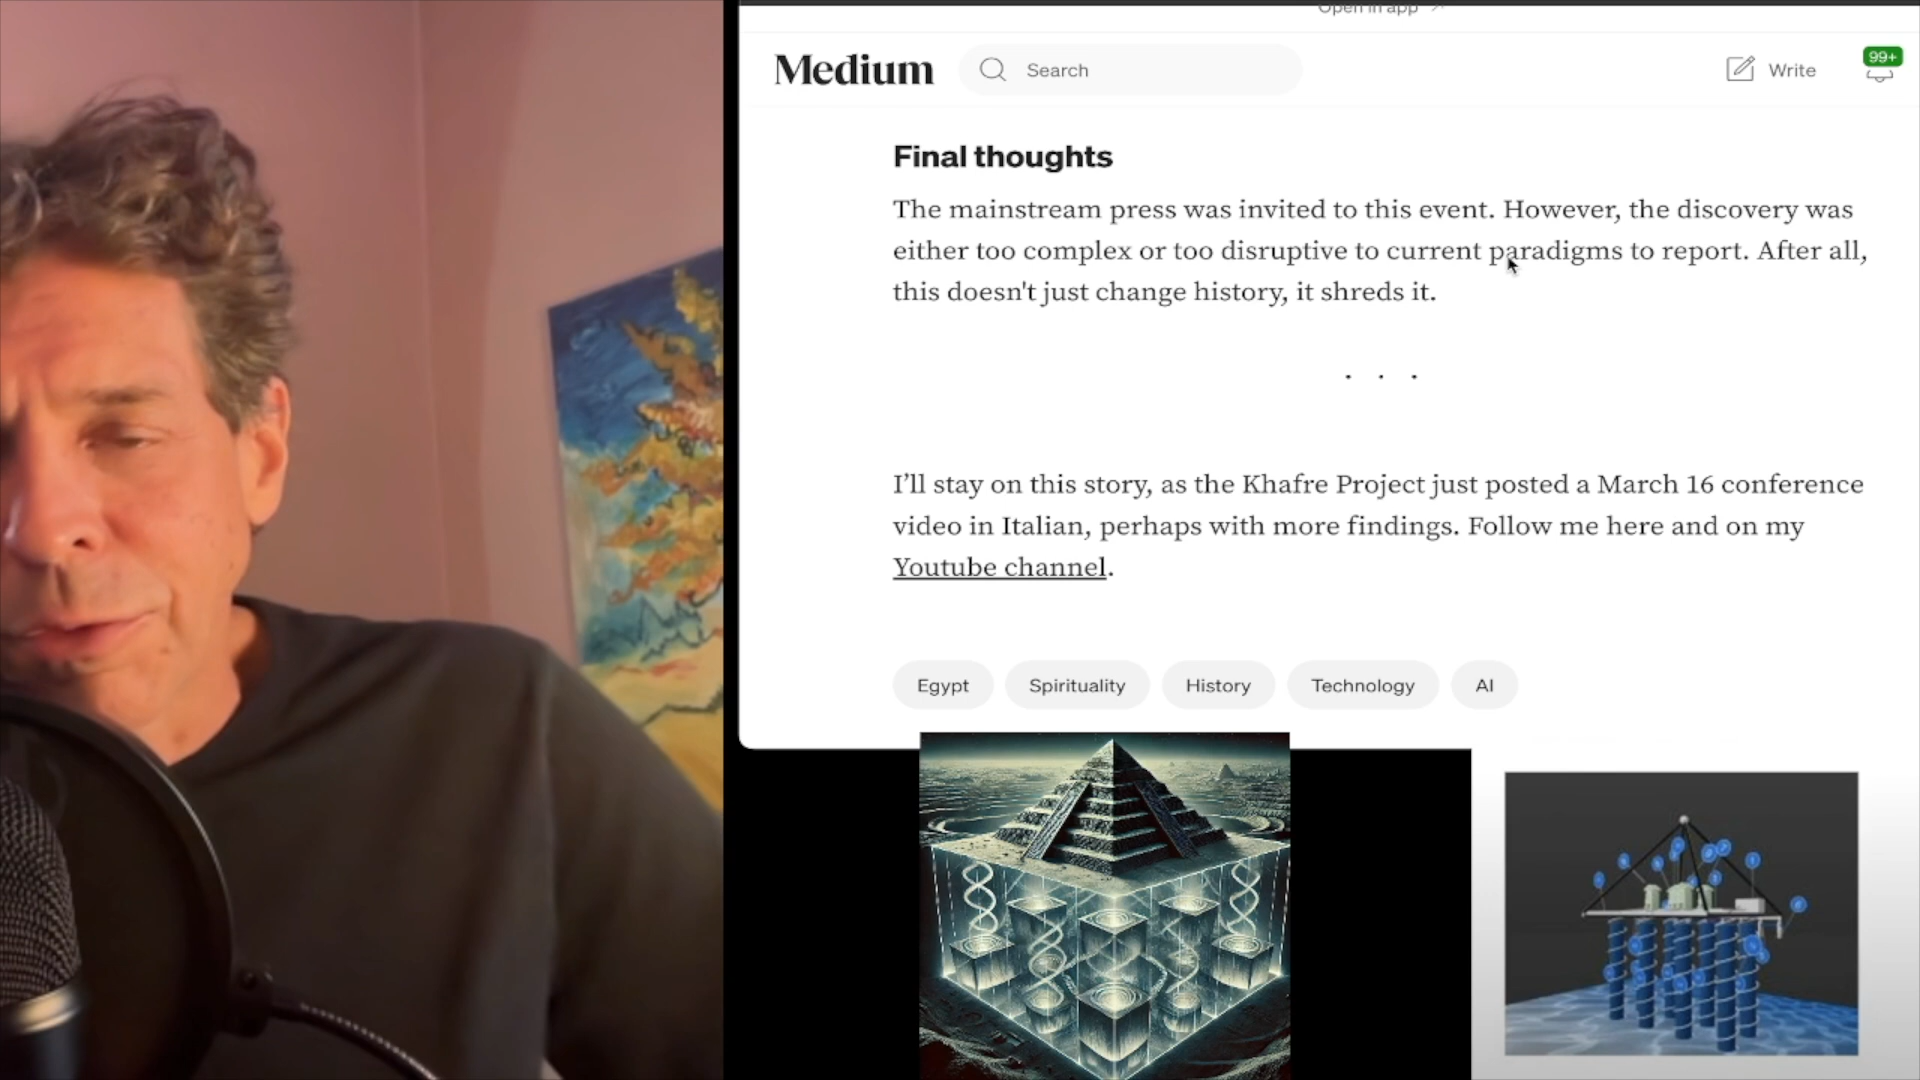 Open in app
Medium
Search
Write
99+
Final thoughts
The mainstream press was invited to this event. However, the discovery was
either too complex or too disruptive to current paradigms to report. After all,
this doesn't just change history, it shreds it.
. . .
I’ll stay on this story, as the Khafre Project just posted a March 16 conference
video in Italian, perhaps with more findings. Follow me here and on my
Youtube channel.
Egypt
Spirituality
History
Technology
AI